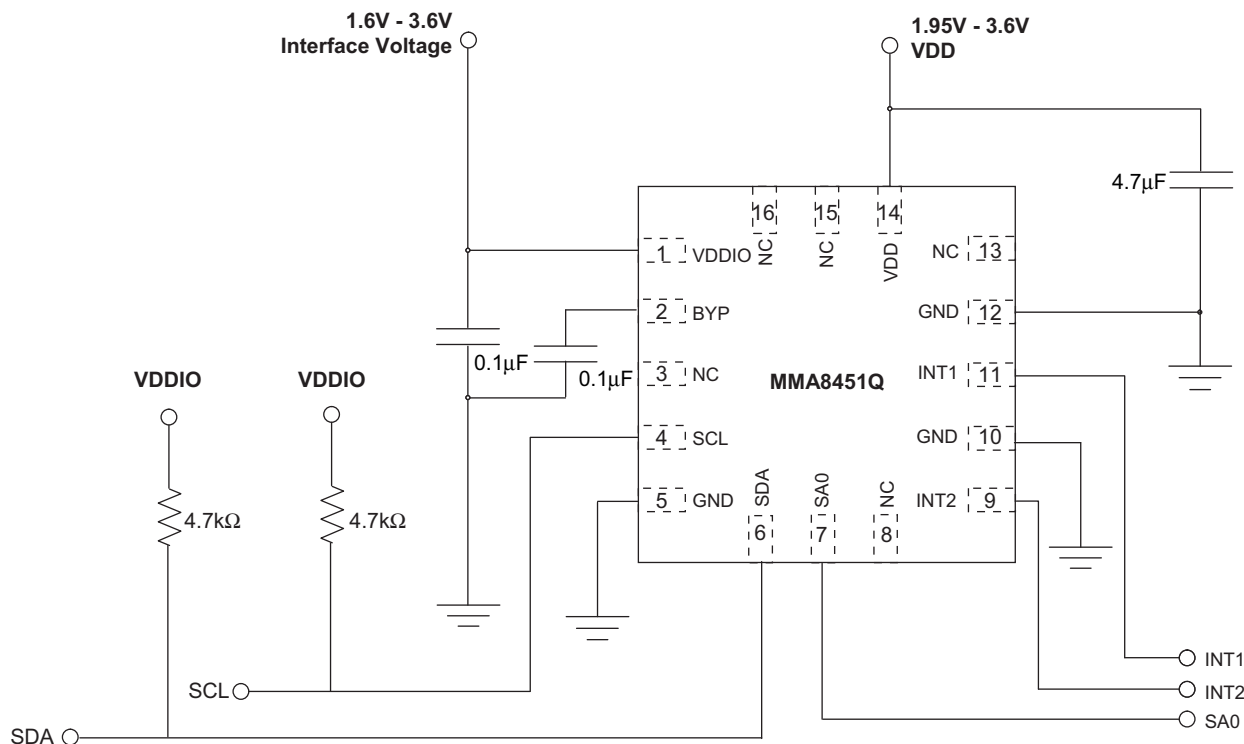 1.6V - 3.6V
Interface Voltage
1.95V - 3.6V
VDD
4.7μF
16
NC
15
NC
14
VDD
1
VDDIO
NC
13
2
BYP
GND
12
0.1μF
0.1μF
3
NC
MMA8451Q
INT1
11
VDDIO
VDDIO
4
SCL
GND
10
5
GND
SDA
6
SA0
7
NC
8
INT2
9
4.7kΩ
4.7kΩ
INT1
SCL
INT2
SA0
SDA